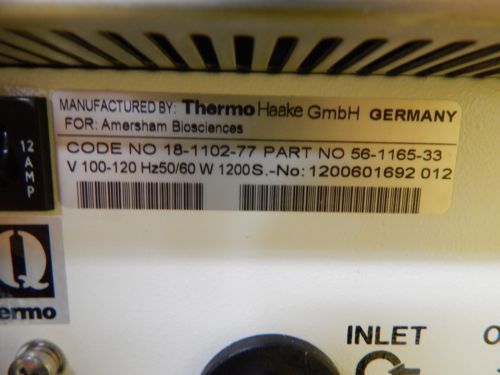 MANUFACTURED BY: Thermo Haake GmbH GERMANY
FOR: Amersham Biosciences
CODE NO 18-1102-77 PART NO 56-1165-33
V 100-120 Hz50/60 W 1200S.-No: 1200601692 012
12
AMP
Q
ermo
INLET
O